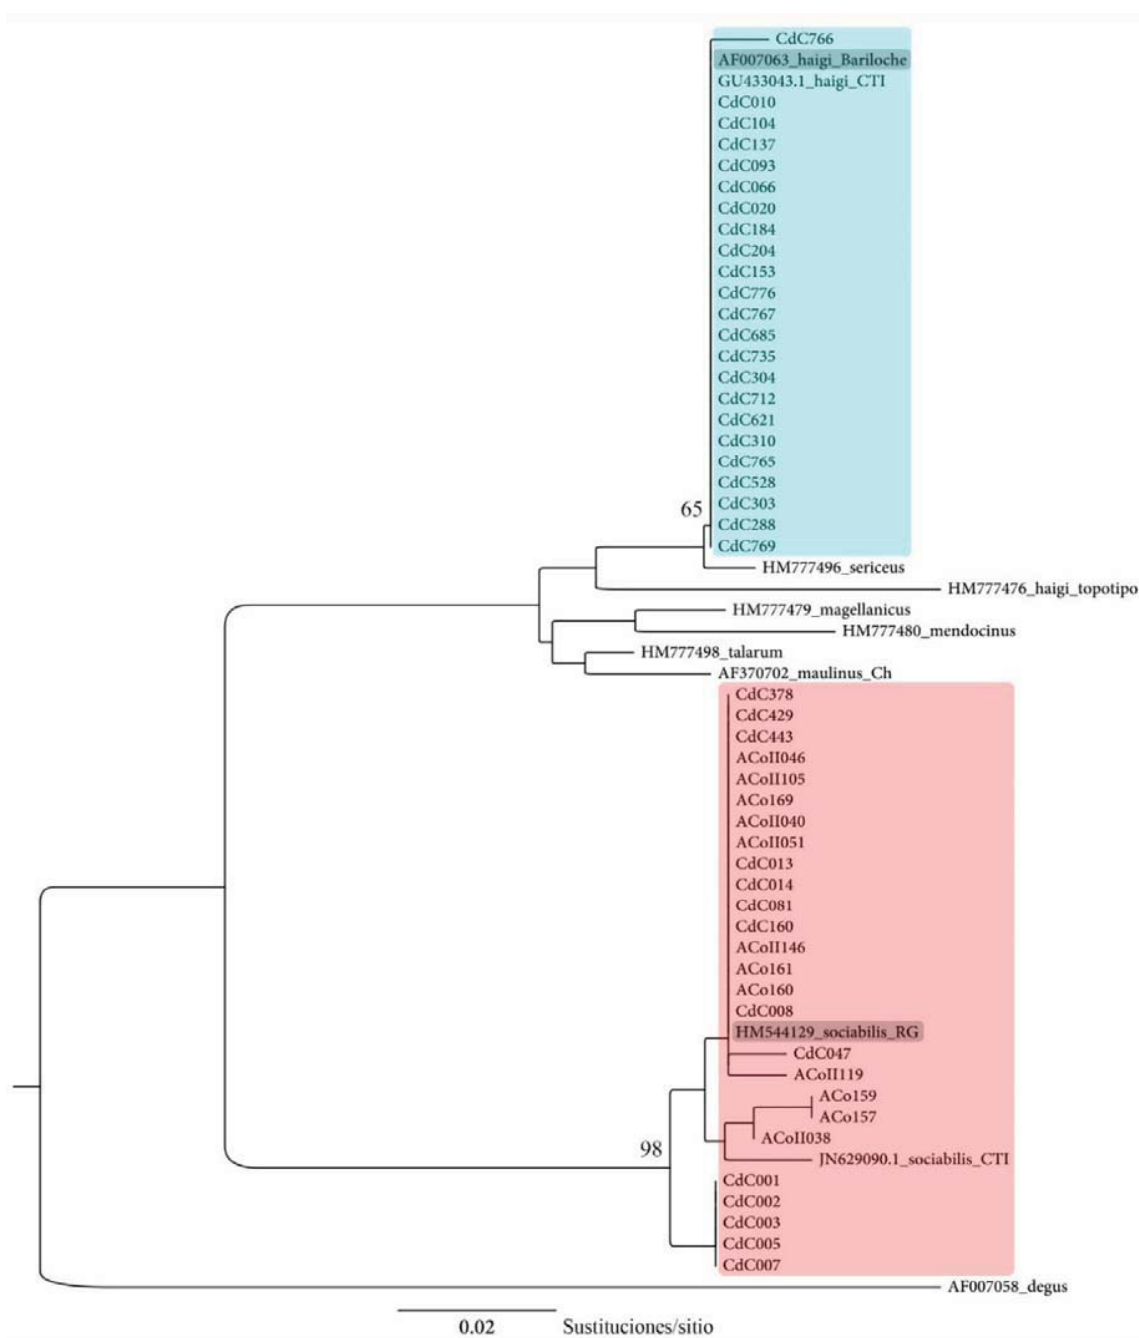 CdC766
AF007063_haigi_Bariloche
GU433043.1_haigi_CTI
CdC010
CdC104
CdC137
CdC093
CdC066
CdC020
CdC184
CdC204
CdC153
CdC776
CdC767
CdC685
CdC735
CdC304
CdC712
CdC621
CdC310
CdC765
CdC528
CdC303
65
CdC288
CdC769
HM777496_sericeus
HM777476_haigi_topotipo
HM777479_magellanicus
HM777480_mendocinus
HM777498_talarum
AF370702_maulinus_Ch
CdC378
CdC429
CdC443
ACoII046
ACoII105
ACo169
ACoII040
ACoII051
CdC013
CdC014
CdC081
CdC160
ACoII146
ACo161
ACo160
CdC008
HM544129_sociabilis_RG
CdC047
ACoII119
ACo159
ACo157
ACoII038
98
JN629090.1_sociabilis_CTI
CdC001
CdC002
CdC003
CdC005
CdC007
AF007058_degus
0.02 Sustituciones/sitio